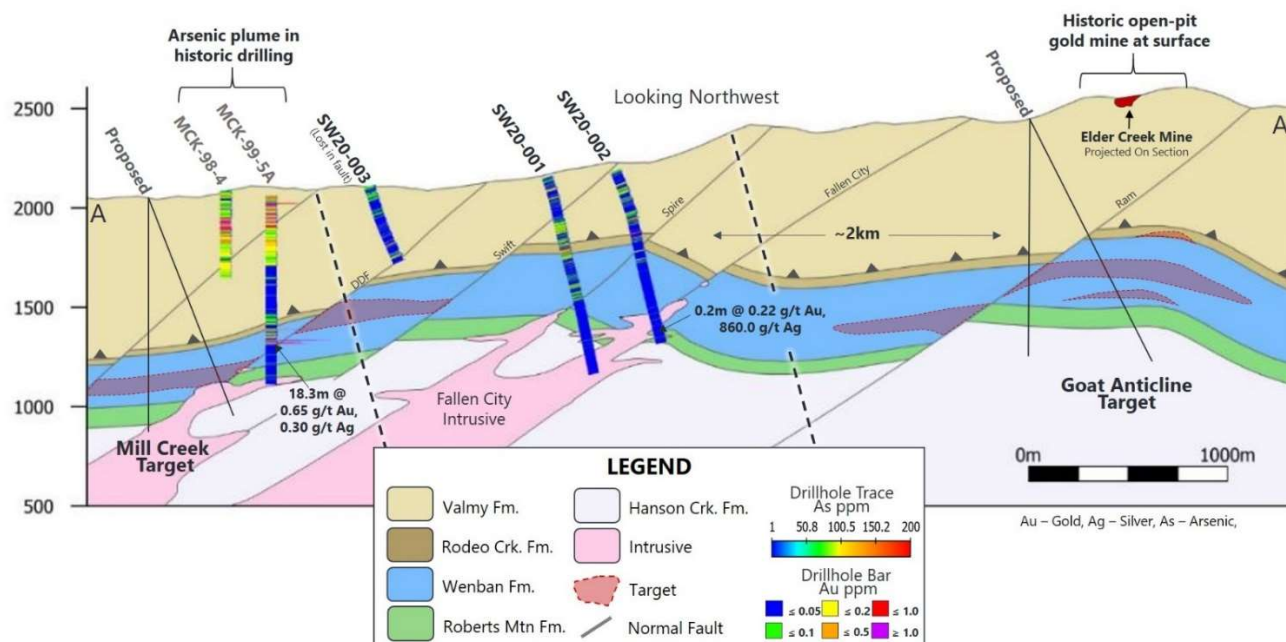 Arsenic plume in
historic drilling
Historic open-pit
gold mine at surface
Looking Northwest
Proposed
MCK-98-4
MCK-99-5A
SW20-003
(Lost in fault)
SW20-001
SW20-002
Proposed
Elder Creek Mine
Projected On Section
2500
2000
1500
1000
500
A
A
DDF
Swift
Spire
Fallen City
Ram
~2km
0.2m @ 0.22 g/t Au,
860.0 g/t Ag
18.3m @
0.65 g/t Au,
0.30 g/t Ag
Fallen City
Intrusive
Mill Creek
Target
Goat Anticline
Target
0m
1000m
Au – Gold, Ag – Silver, As – Arsenic,
LEGEND
Valmy Fm.
Rodeo Crk. Fm.
Wenban Fm.
Roberts Mtn Fm.
Hanson Crk. Fm.
Intrusive
Target
Normal Fault
Drillhole Trace
As ppm
1 50.8 100.5 150.2 200
Drillhole Bar
Au ppm
≤ 0.05 ≤ 0.2 ≤ 1.0
≤ 0.1 ≤ 0.5 ≥ 1.0